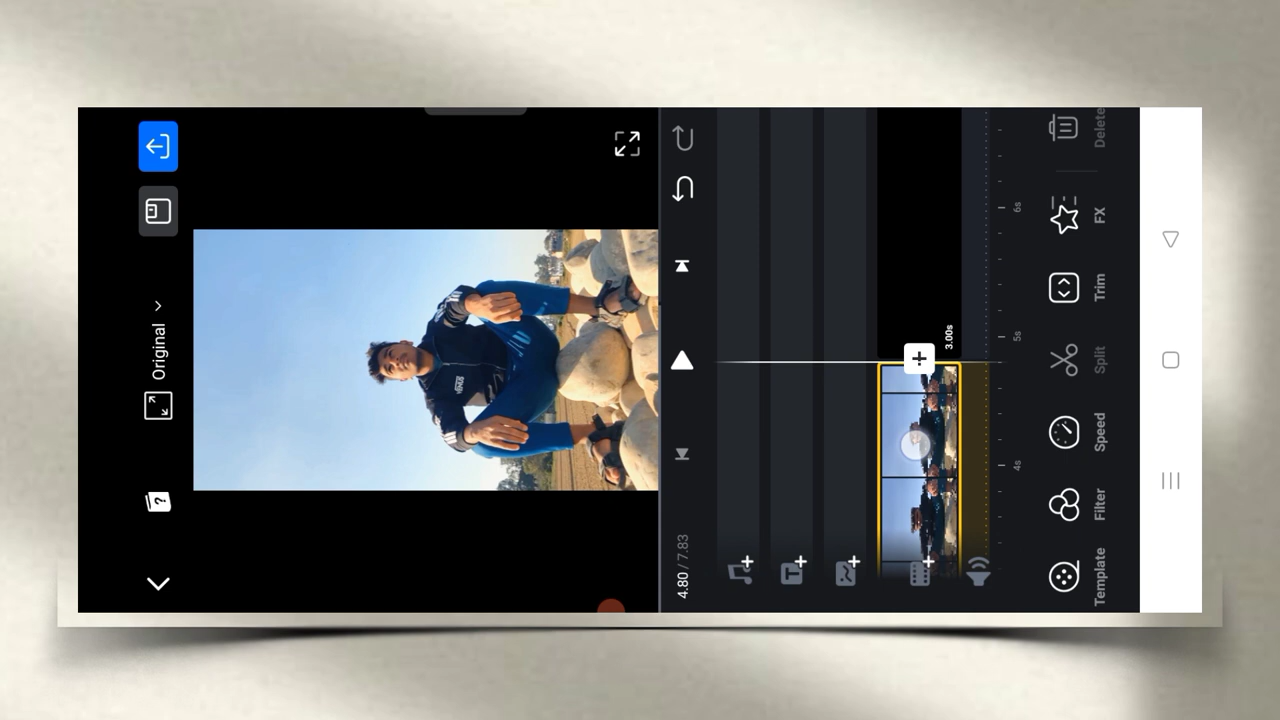 Original
4.80 / 7.83
3.00s
4s 5s 6s
Template Filter Speed Split Trim FX Delete